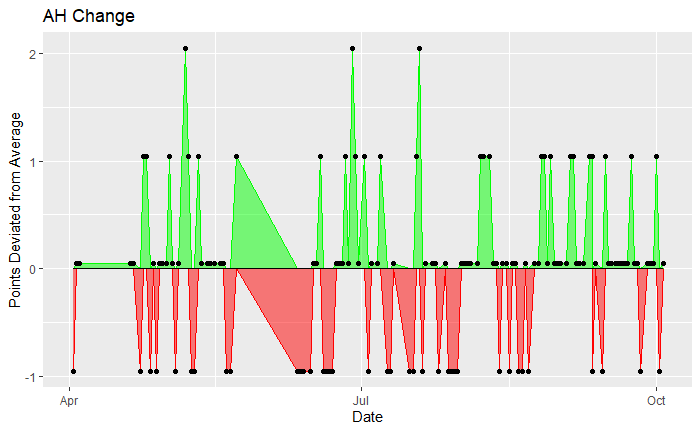 AH Change
Points Deviated from Average
2
1
0
-1
Apr
Jul
Oct
Date